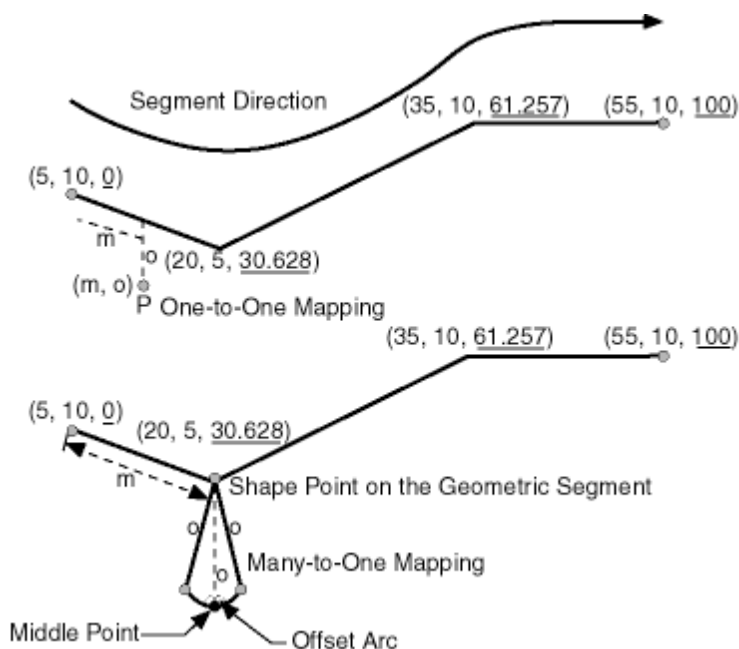 Segment Direction
(35, 10, 61.257) (55, 10, 100)
(5, 10, 0)
m
o (20, 5, 30.628)
(m, o)
P One-to-One Mapping
(35, 10, 61.257) (55, 10, 100)
(5, 10, 0) (20, 5, 30.628)
m
Shape Point on the Geometric Segment
o o
Many-to-One Mapping
o
Middle Point
Offset Arc